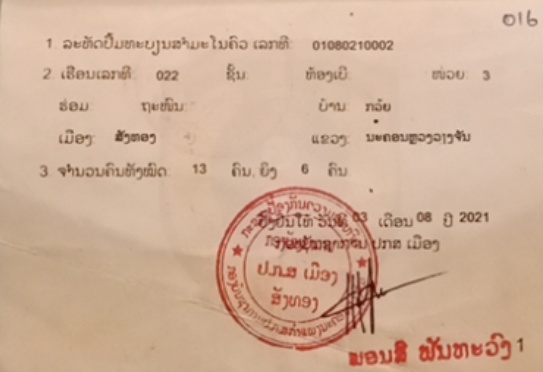 016
1. ລະຫັດປຶ້ມທະບຽນສຳມະໂນຄົວ ເລກທີ: 01080210002
2. ເຮືອນເລກທີ: 022 ຊັ້ນ: ຫ້ອງເບີ: ໜ່ວຍ: 3
ຮ່ອມ: ຖະໜົນ: ບ້ານ: ກລ້ຍ
ເມືອງ: ສັງທອງ ແຂວງ: ນະຄອນຫຼວງວຽງຈັນ
3. ຈຳນວນຄົນທັງໝົດ: 13 ຄົນ, ຍິງ 6 ຄົນ
ວັນທີ 03 ເດືອນ 08 ປີ 2021
ປກສ ເມືອງ
ປກສ ເມືອງ
ສັງທອງ
ພອນສີ ພັນທະວົງ
1